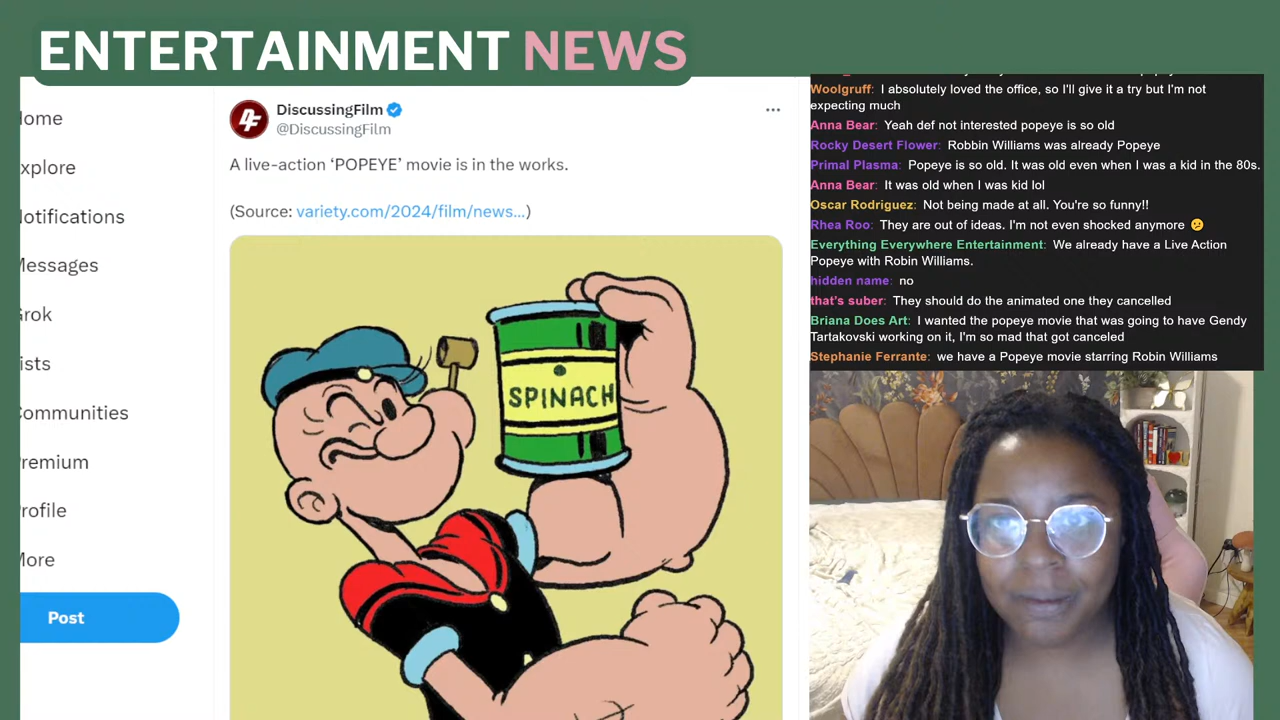 ENTERTAINMENT NEWS
ome
xplore
otifications
essages
rok
ists
ommunities
remium
rofile
ore
Post
DiscussingFilm
@DiscussingFilm
A live-action ‘POPEYE’ movie is in the works.
(Source: variety.com/2024/film/news...)
SPINACH
Woolgruff: I absolutely loved the office, so I'll give it a try but I'm not
expecting much
Anna Bear: Yeah def not interested popeye is so old
Rocky Desert Flower: Robbin Williams was already Popeye
Primal Plasma: Popeye is so old. It was old even when I was a kid in the 80s.
Anna Bear: It was old when I was kid lol
Oscar Rodriguez: Not being made at all. You're so funny!!
Rhea Roo: They are out of ideas. I'm not even shocked anymore 😕
Everything Everywhere Entertainment: We already have a Live Action
Popeye with Robin Williams.
hidden name: no
that's suber: They should do the animated one they cancelled
Briana Does Art: I wanted the popeye movie that was going to have Gendy
Tartakovski working on it, I'm so mad that got canceled
Stephanie Ferrante: we have a Popeye movie starring Robin Williams